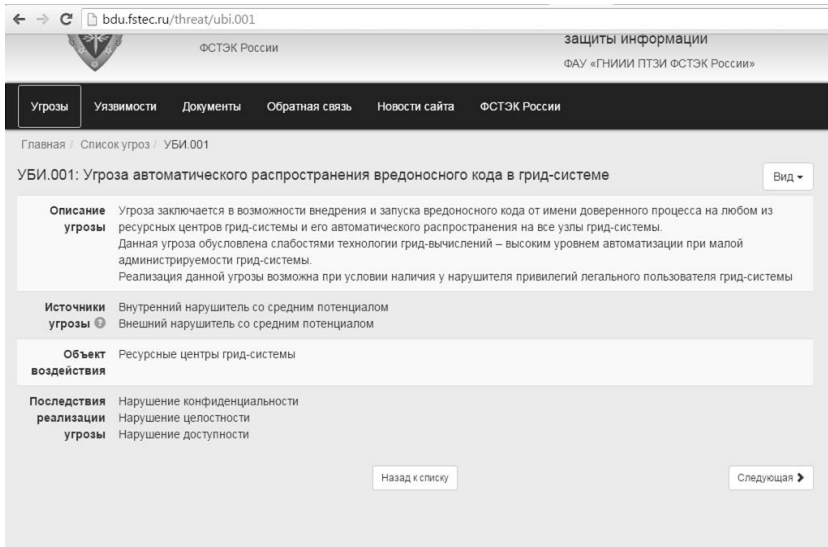 bdu.fstec.ru/threat/ubi.001
ФСТЭК России
защиты информации
ФАУ «ГНИИИ ПТЗИ ФСТЭК России»
Угрозы Уязвимости Документы Обратная связь Новости сайта ФСТЭК России
Главная / Список угроз / УБИ.001
УБИ.001: Угроза автоматического распространения вредоносного кода в грид-системе
Вид
Описание угрозы
Угроза заключается в возможности внедрения и запуска вредоносного кода от имени доверенного процесса на любом из
ресурсных центров грид-системы и его автоматического распространения на все узлы грид-системы.
Данная угроза обусловлена слабостями технологии грид-вычислений – высоким уровнем автоматизации при малой
администрируемости грид-системы.
Реализация данной угрозы возможна при условии наличия у нарушителя привилегий легального пользователя грид-системы
Источники
угрозы
Внутренний нарушитель со средним потенциалом
Внешний нарушитель со средним потенциалом
Объект
воздействия
Ресурсные центры грид-системы
Последствия
реализации
угрозы
Нарушение конфиденциальности
Нарушение целостности
Нарушение доступности
Назад к списку
Следующая